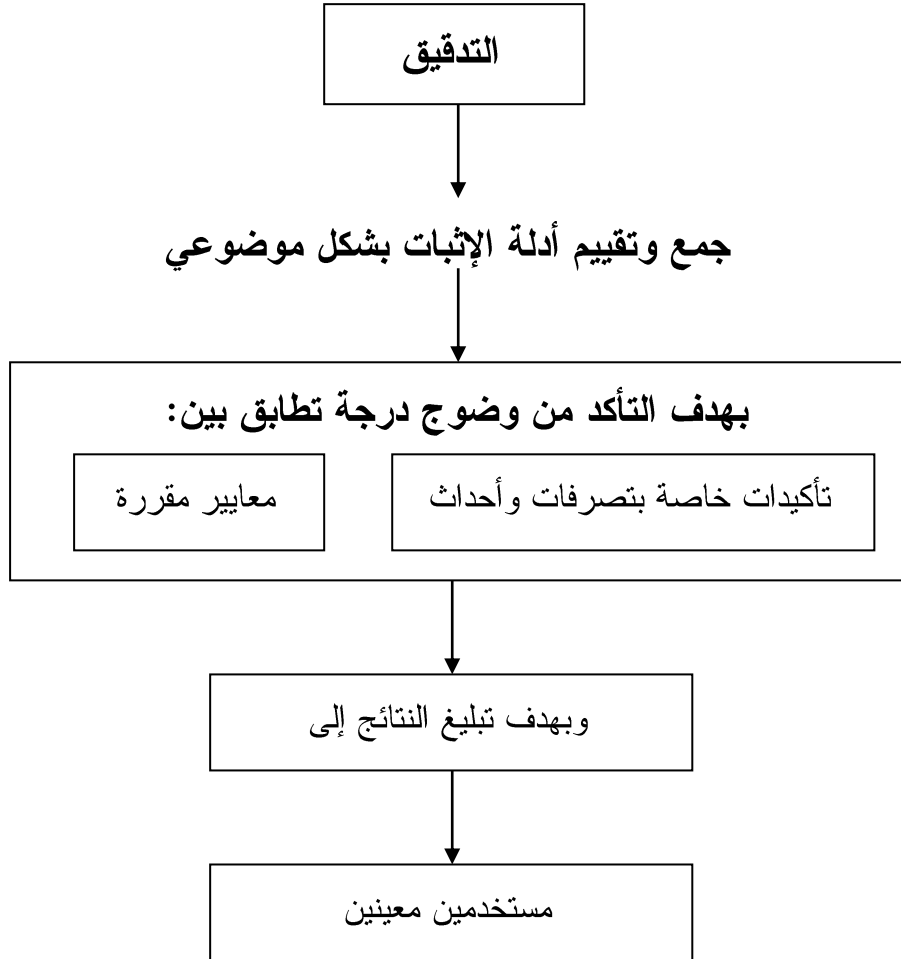 التدقيق
جمع وتقييم أدلة الإثبات بشكل موضوعي
بهدف التأكد من وضوج درجة تطابق بين:
تأكيدات خاصة بتصرفات وأحداث
معايير مقررة
وبهدف تبليغ النتائج إلى
مستخدمين معينين